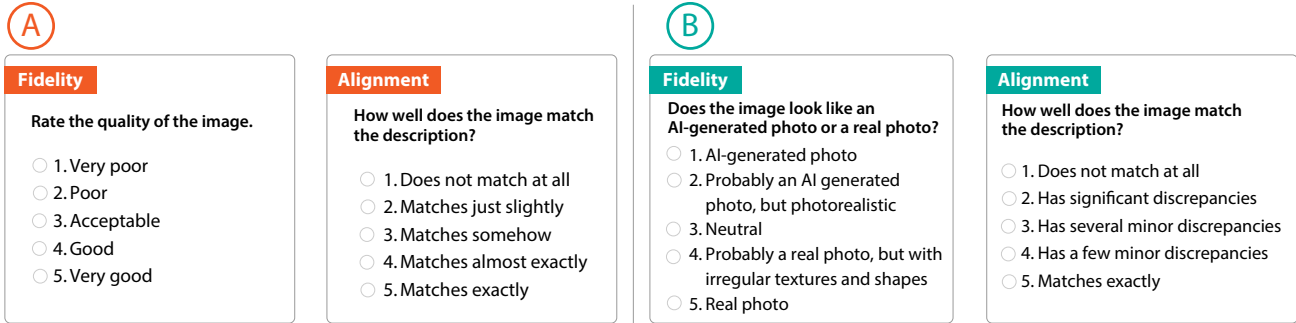 A
Fidelity
Rate the quality of the image.
1. Very poor
2. Poor
3. Acceptable
4. Good
5. Very good
Alignment
How well does the image match
the description?
1. Does not match at all
2. Matches just slightly
3. Matches somehow
4. Matches almost exactly
5. Matches exactly
B
Fidelity
Does the image look like an
AI-generated photo or a real photo?
1. AI-generated photo
2. Probably an AI generated
photo, but photorealistic
3. Neutral
4. Probably a real photo, but with
irregular textures and shapes
5. Real photo
Alignment
How well does the image match
the description?
1. Does not match at all
2. Has significant discrepancies
3. Has several minor discrepancies
4. Has a few minor discrepancies
5. Matches exactly